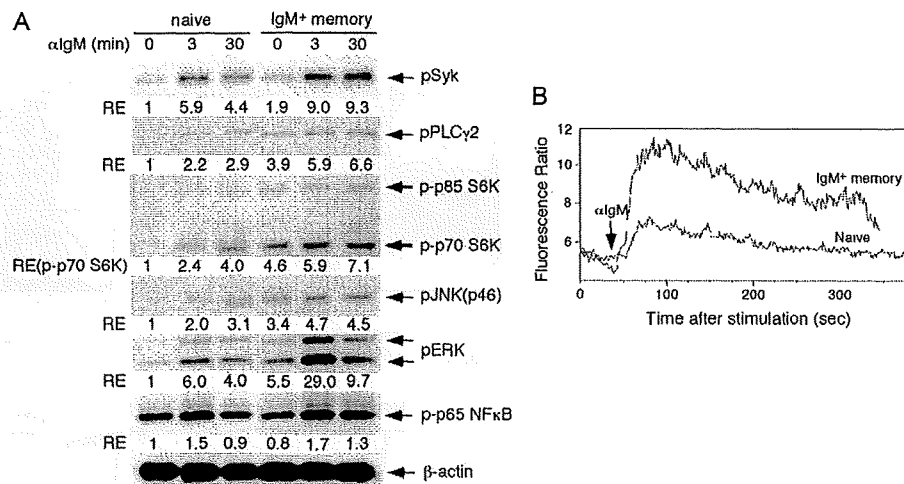 A
naive IgM+ memory
αIgM (min) 0 3 30 0 3 30
pSyk
RE 1 5.9 4.4 1.9 9.0 9.3
pPLCγ2
RE 1 2.2 2.9 3.9 5.9 6.6
p-p85 S6K
p-p70 S6K
RE(p-p70 S6K) 1 2.4 4.0 4.6 5.9 7.1
pJNK(p46)
RE 1 2.0 3.1 3.4 4.7 4.5
pERK
RE 1 6.0 4.0 5.5 29.0 9.7
p-p65 NFκB
RE 1 1.5 0.9 0.8 1.7 1.3
β-actin
B
Fluorescence Ratio
12
10
8
6
αIgM
IgM+ memory
Naive
0 100 200 300
Time after stimulation (sec)